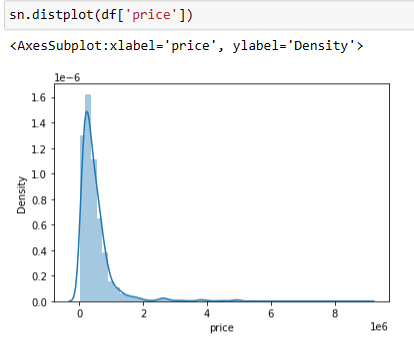 sn.distplot(df['price'])
<AxesSubplot:xlabel='price', ylabel='Density'>
1e−6
1.6
1.4
1.2
1.0
0.8
0.6
0.4
0.2
0.0
Density
0 2 4 6 8
price
1e6